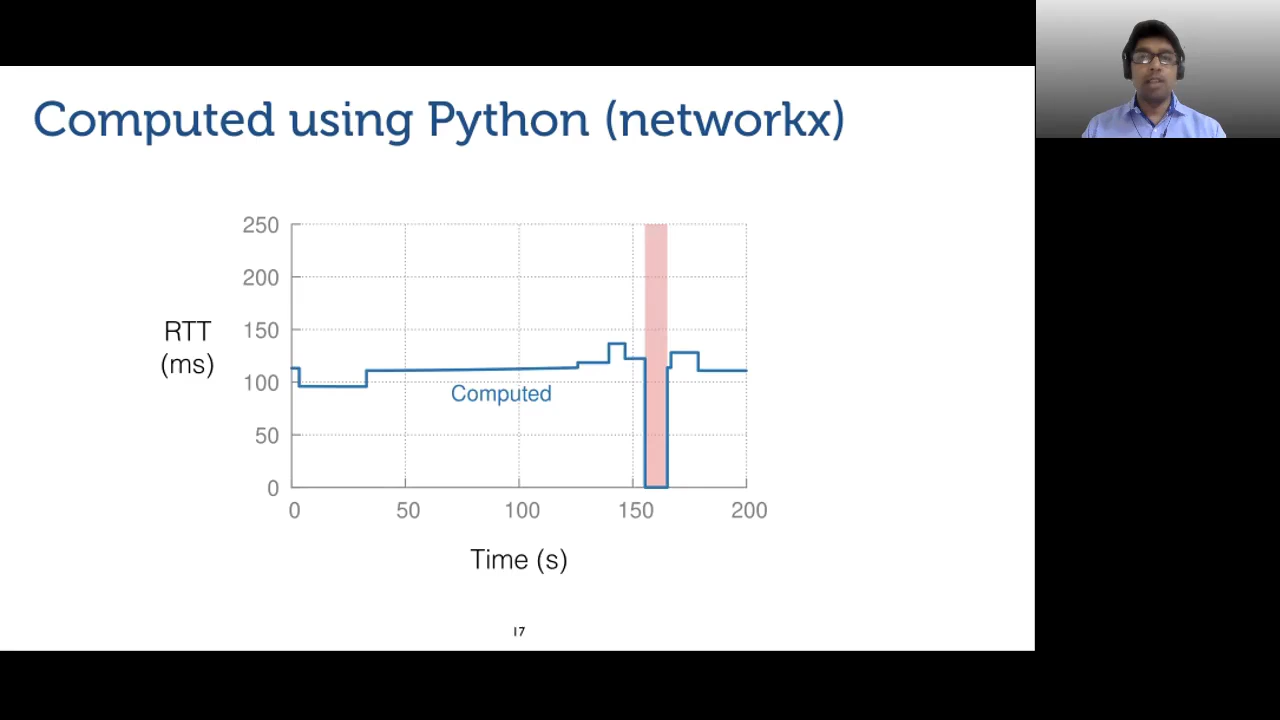 Computed using Python (networkx)
250
200
150
100
50
0
RTT
(ms)
Computed
0 50 100 150 200
Time (s)
17